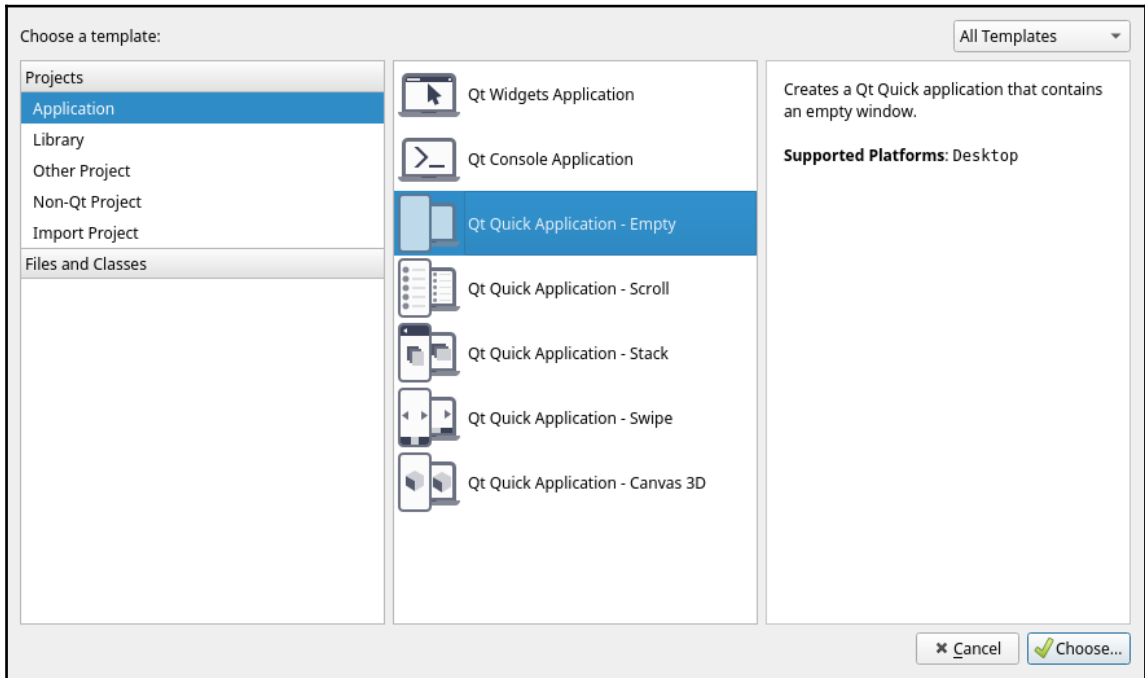 Choose a template:
All Templates
Projects
Application
Library
Other Project
Non-Qt Project
Import Project
Files and Classes
Qt Widgets Application
Qt Console Application
Qt Quick Application - Empty
Qt Quick Application - Scroll
Qt Quick Application - Stack
Qt Quick Application - Swipe
Qt Quick Application - Canvas 3D
Creates a Qt Quick application that contains
an empty window.
Supported Platforms: Desktop
Cancel
Choose...